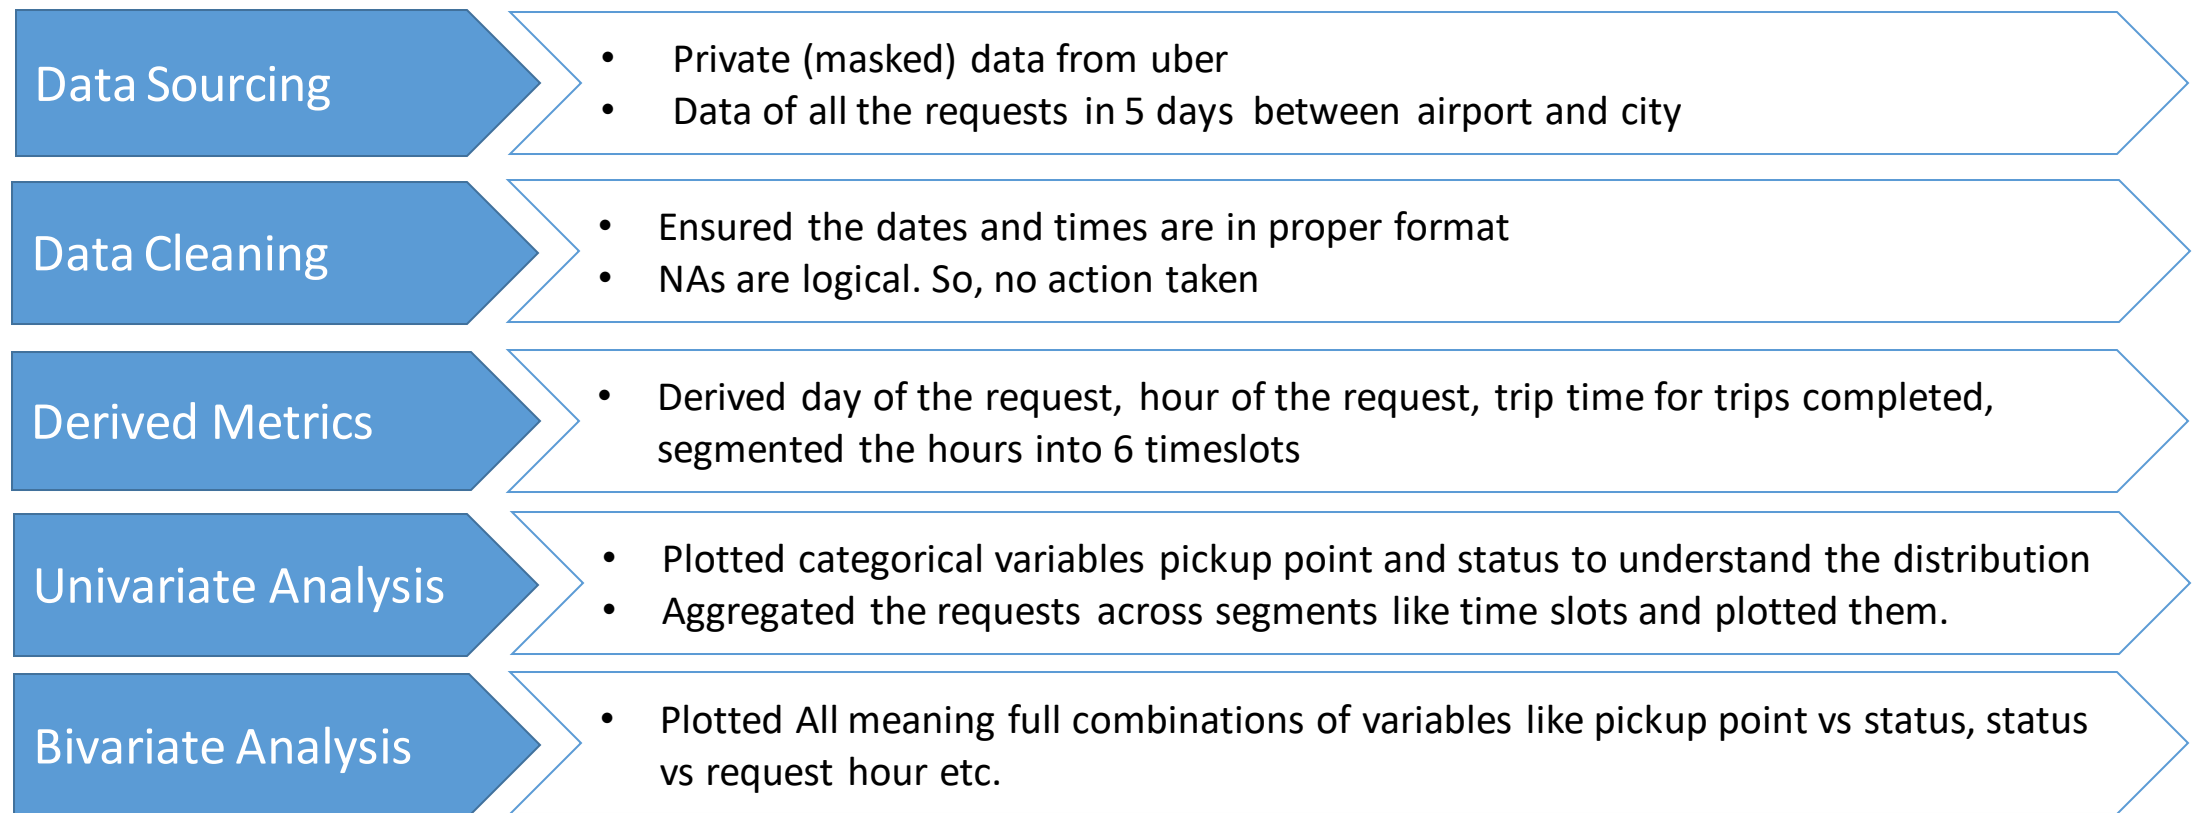 Data Sourcing
• Private (masked) data from uber
• Data of all the requests in 5 days between airport and city
Data Cleaning
• Ensured the dates and times are in proper format
• NAs are logical. So, no action taken
Derived Metrics
• Derived day of the request, hour of the request, trip time for trips completed,
segmented the hours into 6 timeslots
Univariate Analysis
• Plotted categorical variables pickup point and status to understand the distribution
• Aggregated the requests across segments like time slots and plotted them.
Bivariate Analysis
• Plotted All meaning full combinations of variables like pickup point vs status, status
vs request hour etc.